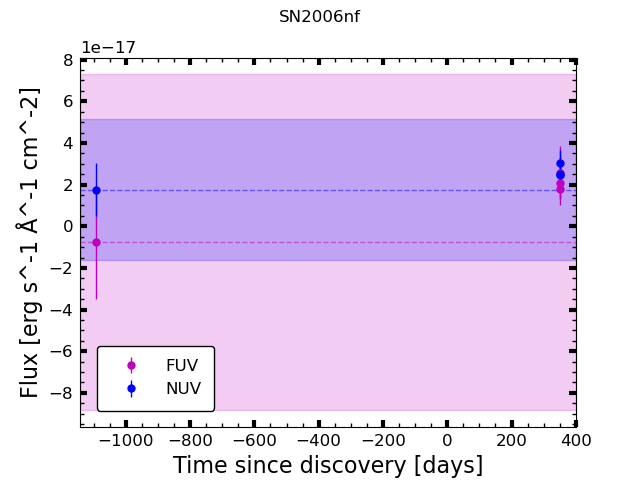 SN2006nf
1e−17
8
6
4
2
0
−2
−4
−6
−8
Flux [erg s^-1 Å^-1 cm^-2]
FUV
NUV
−1000 −800 −600 −400 −200 0 200 400
Time since discovery [days]